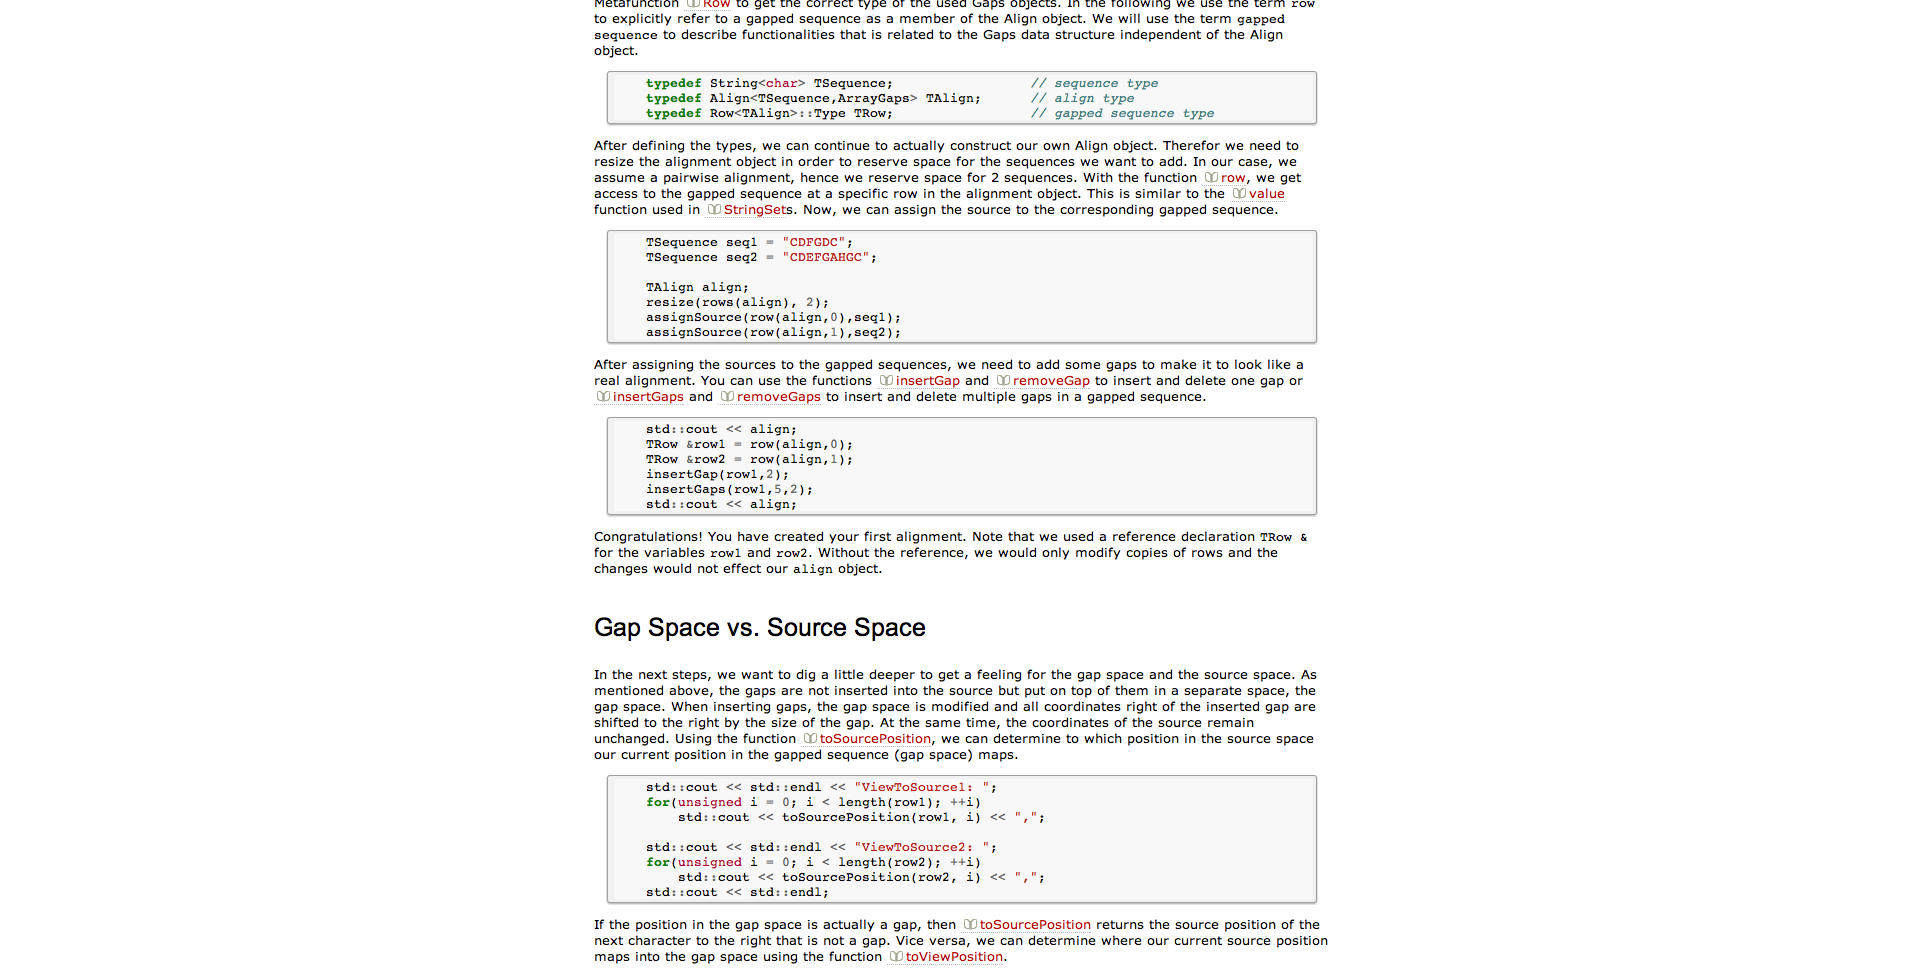 Metafunction Row to get the correct type of the used Gaps objects. In the following we use the term row
to explicitly refer to a gapped sequence as a member of the Align object. We will use the term gapped
sequence to describe functionalities that is related to the Gaps data structure independent of the Align
object.
typedef String<char> TSequence; // sequence type
typedef Align<TSequence,ArrayGaps> TAlign; // align type
typedef Row<TAlign>::Type TRow; // gapped sequence type
After defining the types, we can continue to actually construct our own Align object. Therefor we need to
resize the alignment object in order to reserve space for the sequences we want to add. In our case, we
assume a pairwise alignment, hence we reserve space for 2 sequences. With the function row, we get
access to the gapped sequence at a specific row in the alignment object. This is similar to the value
function used in StringSets. Now, we can assign the source to the corresponding gapped sequence.
TSequence seq1 = "CDFGDC";
TSequence seq2 = "CDEFGAHGC";
TAlign align;
resize(rows(align), 2);
assignSource(row(align,0),seq1);
assignSource(row(align,1),seq2);
After assigning the sources to the gapped sequences, we need to add some gaps to make it to look like a
real alignment. You can use the functions insertGap and removeGap to insert and delete one gap or
insertGaps and removeGaps to insert and delete multiple gaps in a gapped sequence.
std::cout << align;
TRow &row1 = row(align,0);
TRow &row2 = row(align,1);
insertGap(row1,2);
insertGaps(row1,5,2);
std::cout << align;
Congratulations! You have created your first alignment. Note that we used a reference declaration TRow &
for the variables row1 and row2. Without the reference, we would only modify copies of rows and the
changes would not effect our align object.
Gap Space vs. Source Space
In the next steps, we want to dig a little deeper to get a feeling for the gap space and the source space. As
mentioned above, the gaps are not inserted into the source but put on top of them in a separate space, the
gap space. When inserting gaps, the gap space is modified and all coordinates right of the inserted gap are
shifted to the right by the size of the gap. At the same time, the coordinates of the source remain
unchanged. Using the function toSourcePosition, we can determine to which position in the source space
our current position in the gapped sequence (gap space) maps.
std::cout << std::endl << "ViewToSource1: ";
for(unsigned i = 0; i < length(row1); ++i)
std::cout << toSourcePosition(row1, i) << ",";
std::cout << std::endl << "ViewToSource2: ";
for(unsigned i = 0; i < length(row2); ++i)
std::cout << toSourcePosition(row2, i) << ",";
std::cout << std::endl;
If the position in the gap space is actually a gap, then toSourcePosition returns the source position of the
next character to the right that is not a gap. Vice versa, we can determine where our current source position
maps into the gap space using the function toViewPosition.